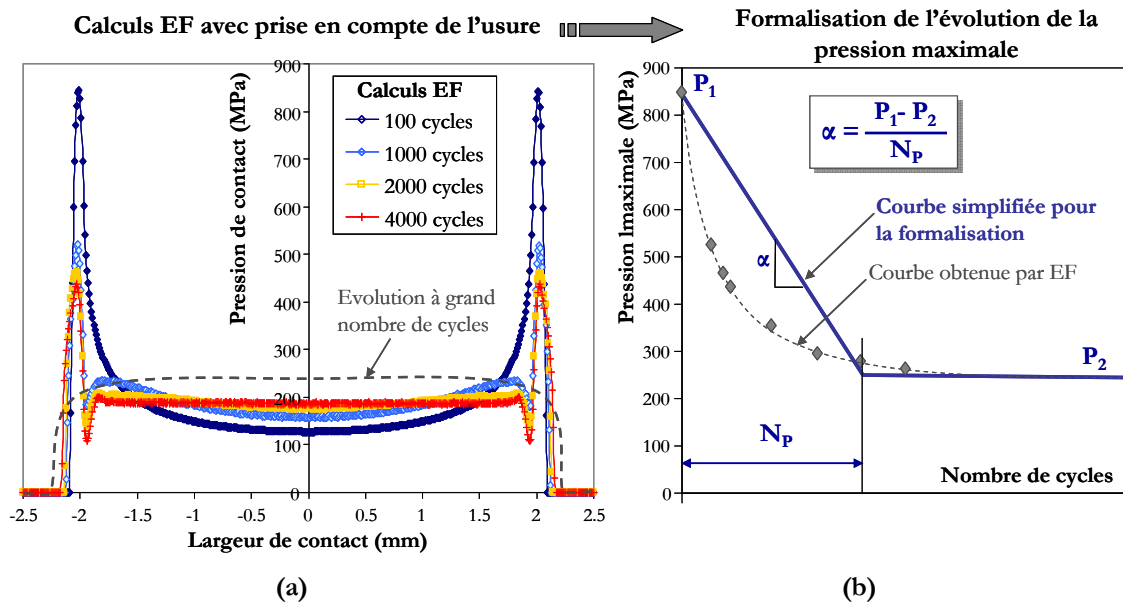 Calculs EF avec prise en compte de l'usure
Formalisation de l'évolution de la
pression maximale
Pression de contact (MPa)
900
800
700
600
500
400
300
200
100
0
Calculs EF
100 cycles
1000 cycles
2000 cycles
4000 cycles
Evolution à grand
nombre de cycles
-2.5 -2 -1.5 -1 -0.5 0 0.5 1 1.5 2 2.5
Largeur de contact (mm)
(a)
Pression lmaximale (MPa)
900
800
700
600
500
400
300
200
100
0
P1
α = P1- P2
NP
Courbe simplifiée pour
la formalisation
α
Courbe obtenue par EF
P2
NP
Nombre de cycles
(b)